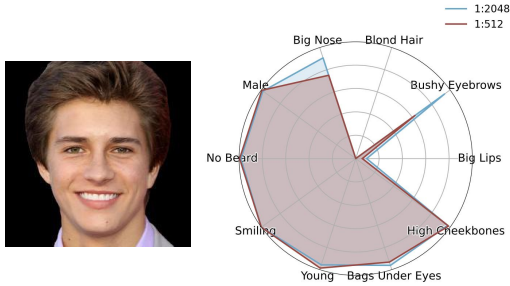 1:2048
1:512
Big Nose
Blond Hair
Male
Bushy Eyebrows
No Beard
Big Lips
Smiling
High Cheekbones
Young
Bags Under Eyes